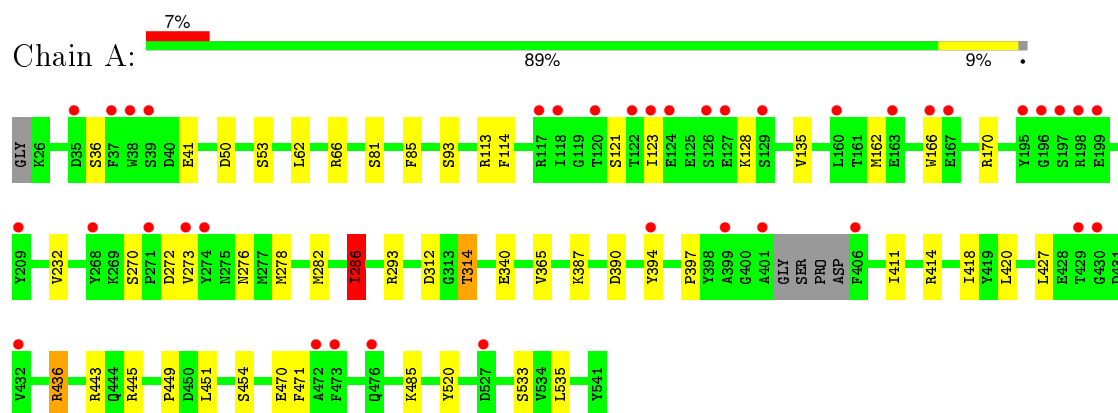 7%
Chain A:
89% 9% •
GLY K26 D35 S36 F37 W38 S39 D40 E41 D50 S53 L62 R66 S81 F85 S93 R113 F114 R117 I118 G119 T120 S121 T122 I123 E124 E125 S126 E127 K128 S129 V135 L160 T161 M162 E163 W166 E167 R170 Y195 G196 S197 R198 E199
Y209 V232 Y268 K269 S270 P271 D272 V273 Y274 N275 N276 M277 M278 M282 I286 R293 D312 G313 T314 E340 V365 K387 D390 Y394 P397 Y398 A399 G400 A401 GLY SER PRO ASP F406 I411 R414 I418 Y419 L420 L427 E428 T429 G430
V432 R436 R443 Q444 R445 P449 D450 L451 S454 E470 F471 A472 F473 Q476 K485 Y520 D527 S533 V534 L535 Y541